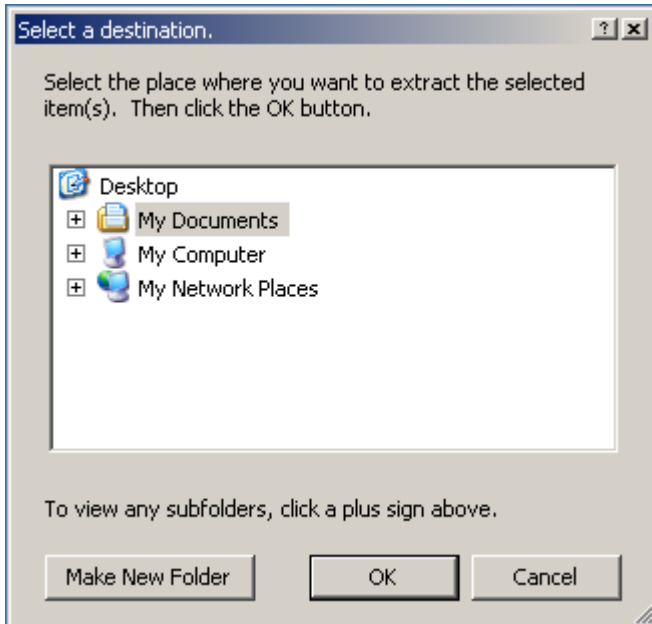 Select a destination.
Select the place where you want to extract the selected
item(s).  Then click the OK button.
Desktop
My Documents
My Computer
My Network Places
To view any subfolders, click a plus sign above.
Make New Folder
OK
Cancel